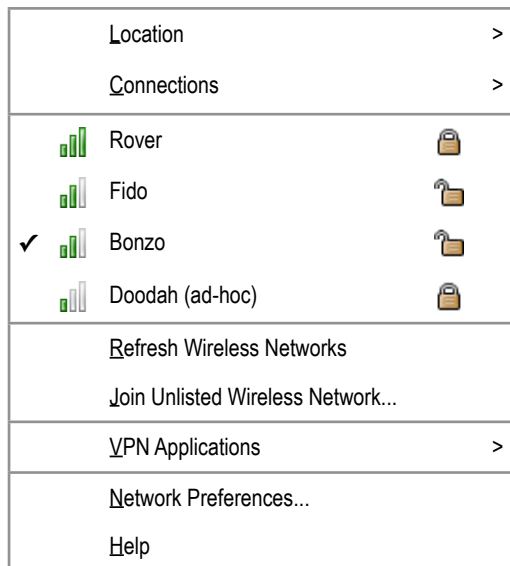 Location >
Connections >
Rover
Fido
✓ Bonzo
Doodah (ad-hoc)
Refresh Wireless Networks
Join Unlisted Wireless Network...
VPN Applications >
Network Preferences...
Help